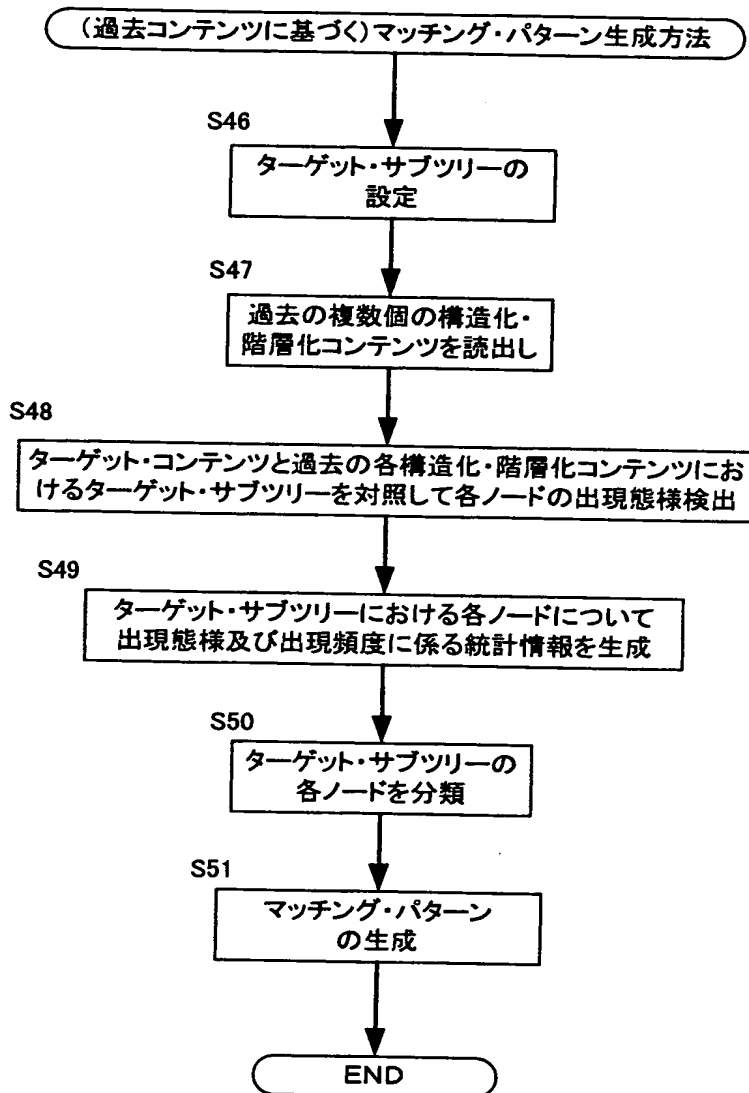 (過去コンテンツに基づく)マッチング・パターン生成方法
S46
ターゲット・サブツリーの
設定
S47
過去の複数個の構造化・
階層化コンテンツを読出し
S48
ターゲット・コンテンツと過去の各構造化・階層化コンテンツにお
けるターゲット・サブツリーを対照して各ノードの出現態様検出
S49
ターゲット・サブツリーにおける各ノードについて
出現態様及び出現頻度に係る統計情報を生成
S50
ターゲット・サブツリーの
各ノードを分類
S51
マッチング・パターン
の生成
END